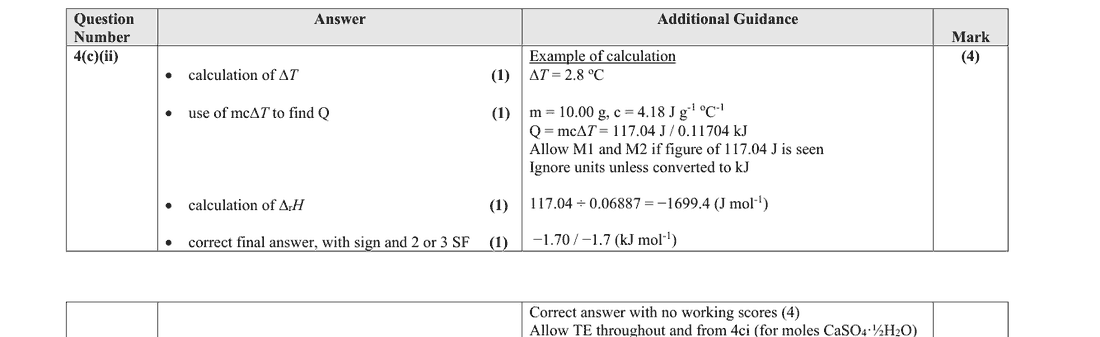 Question Number Answer Additional Guidance Mark
4(c)(ii) Example of calculation (4)
• calculation of ΔT (1) ΔT = 2.8 °C
• use of mcΔT to find Q (1) m = 10.00 g, c = 4.18 J g⁻¹ °C⁻¹
Q = mcΔT = 117.04 J / 0.11704 kJ
Allow M1 and M2 if figure of 117.04 J is seen
Ignore units unless converted to kJ
• calculation of ΔᵣH (1) 117.04 ÷ 0.06887 = −1699.4 (J mol⁻¹)
• correct final answer, with sign and 2 or 3 SF (1) −1.70 / −1.7 (kJ mol⁻¹)
Correct answer with no working scores (4)
Allow TE throughout and from 4ci (for moles CaSO₄·½H₂O)